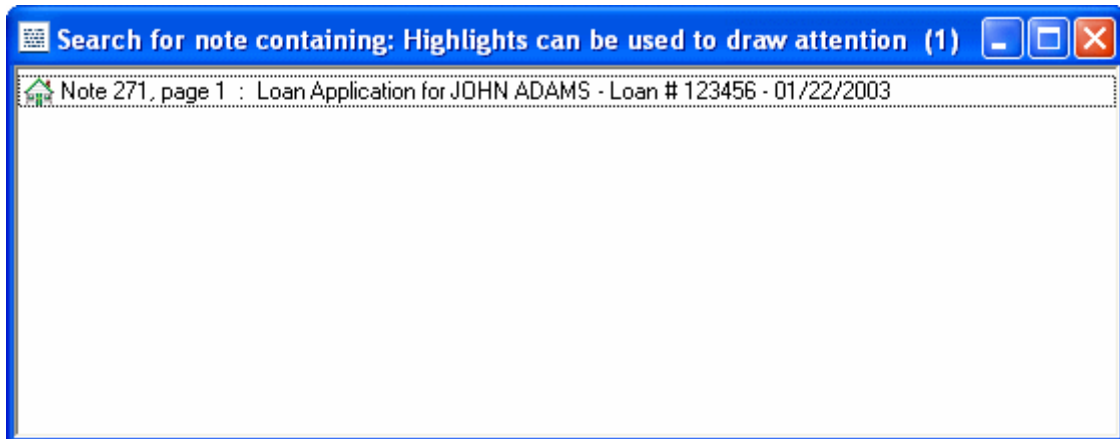 Search for note containing: Highlights can be used to draw attention (1)
Note 271, page 1 : Loan Application for JOHN ADAMS - Loan # 123456 - 01/22/2003